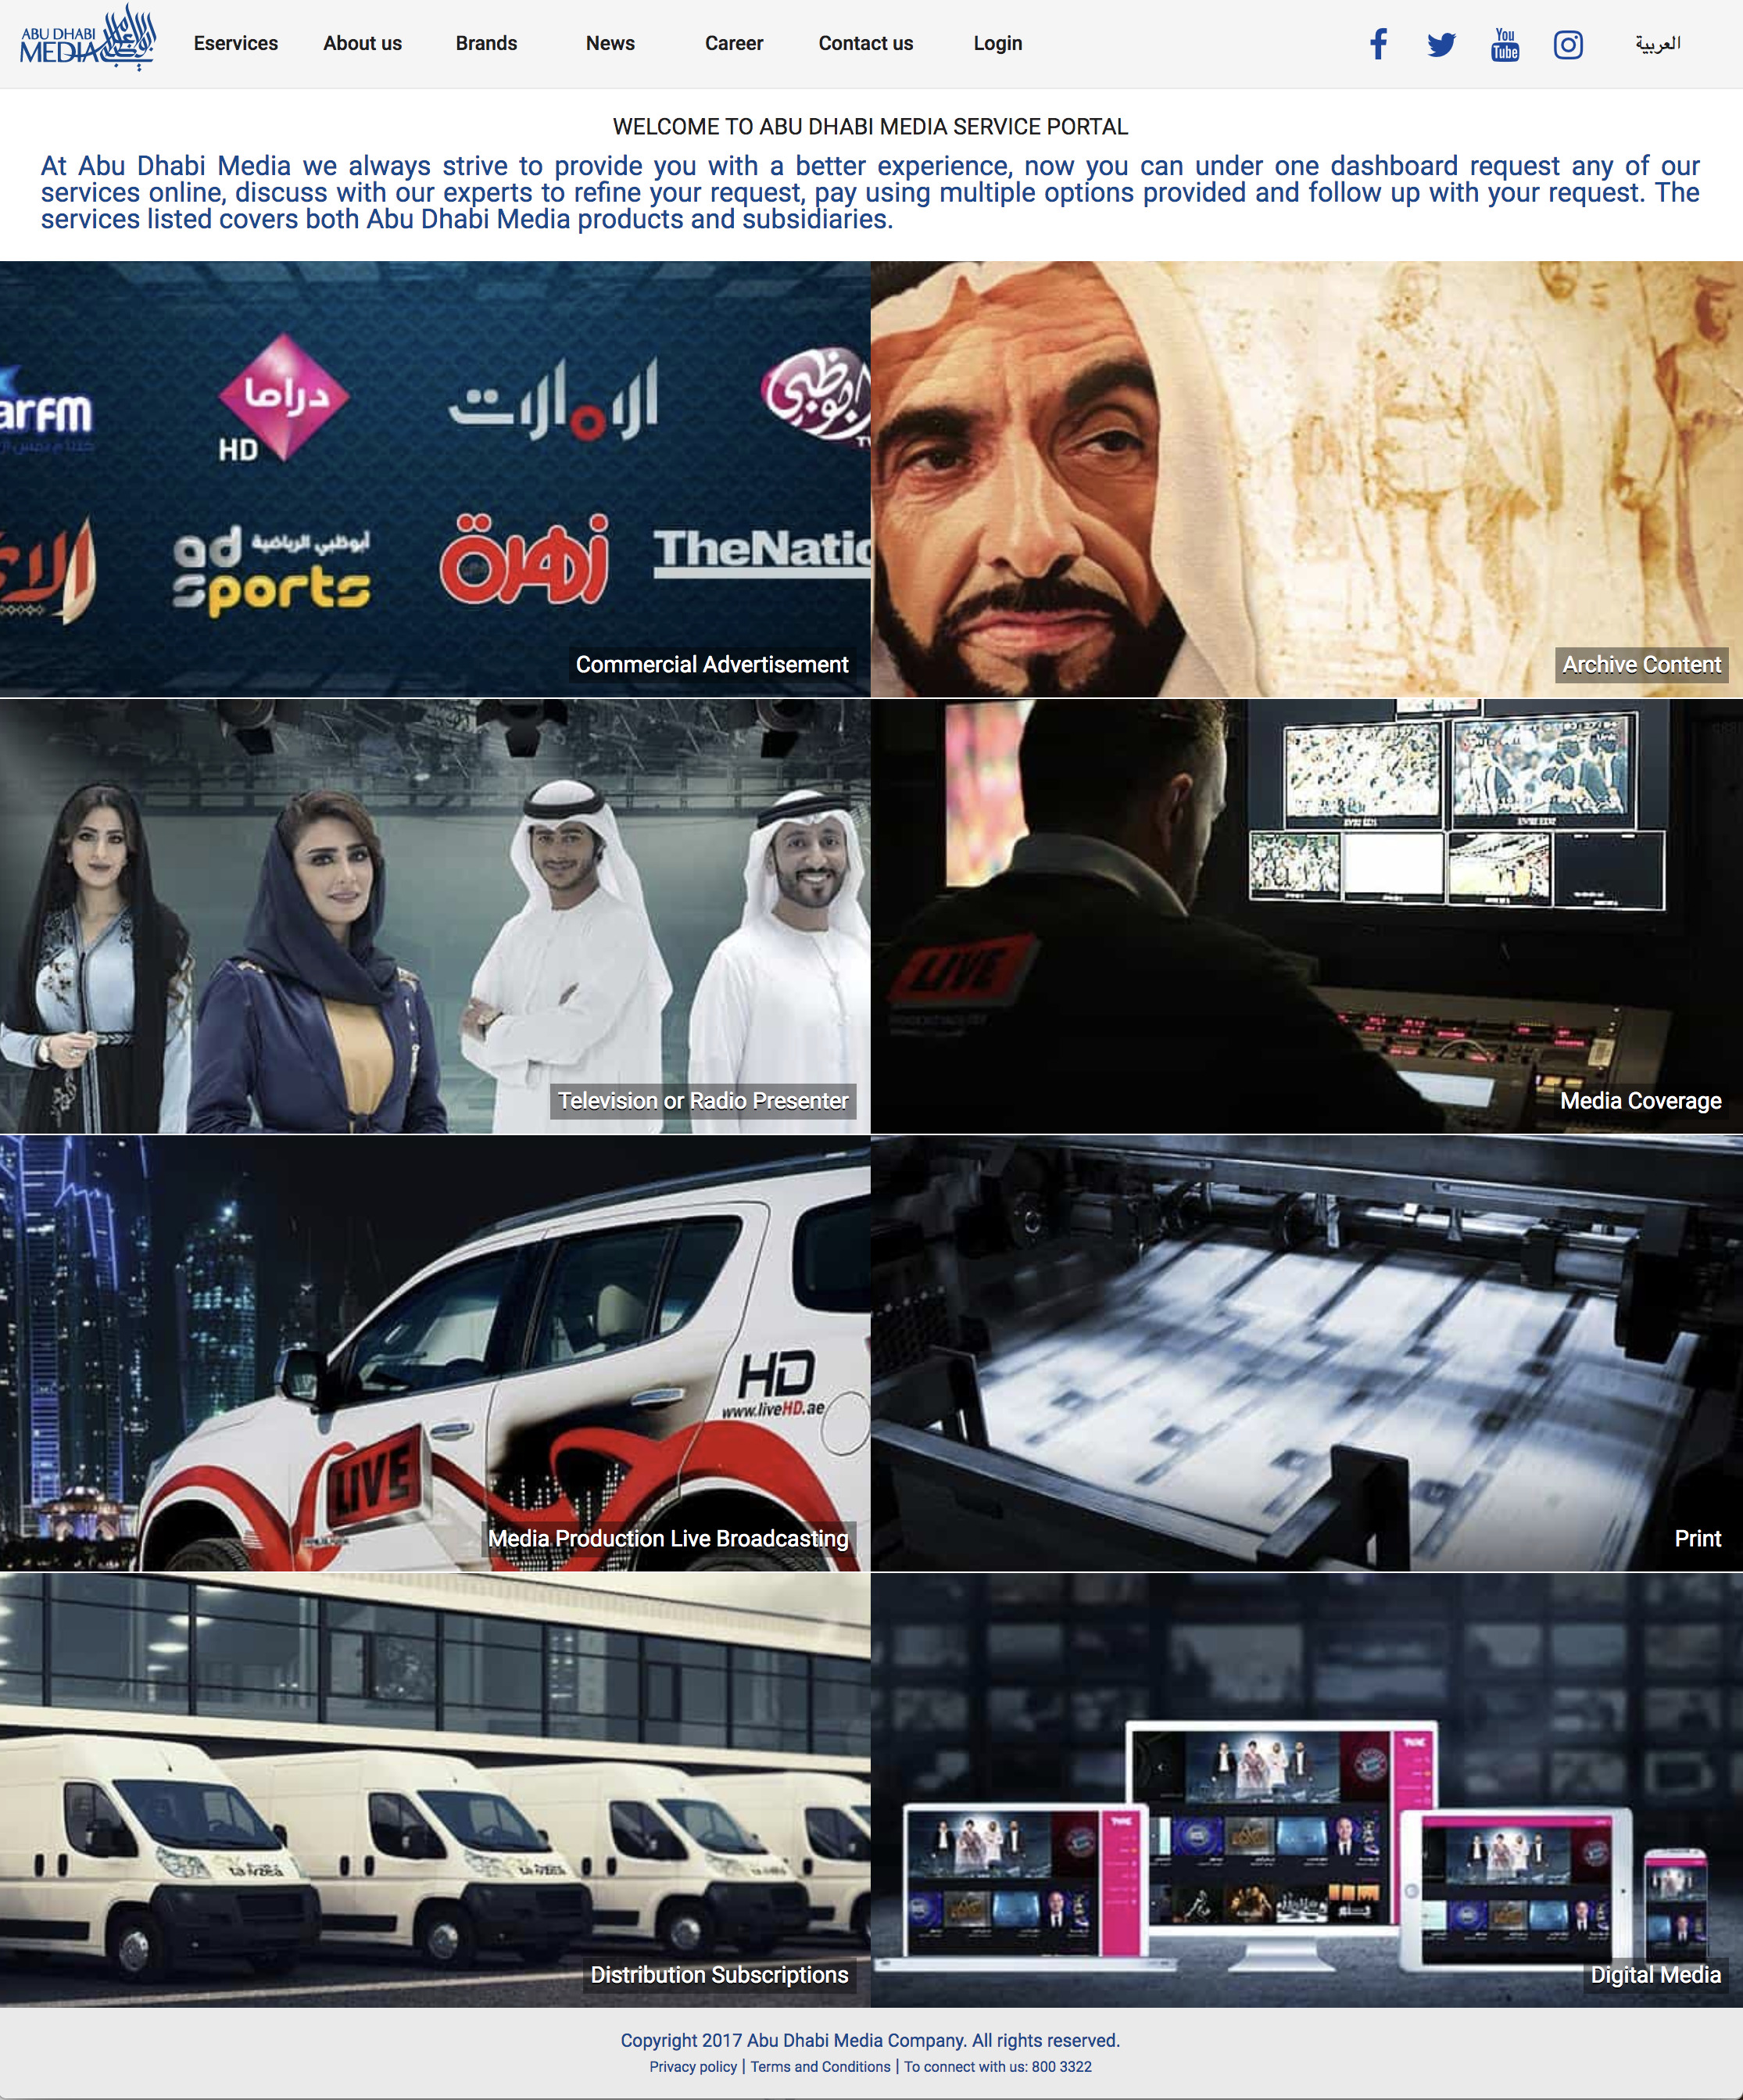 ABU DHABI
MEDIA
Eservices
About us
Brands
News
Career
Contact us
Login
You
Tube
العربية
WELCOME TO ABU DHABI MEDIA SERVICE PORTAL
At Abu Dhabi Media we always strive to provide you with a better experience, now you can under one dashboard request any of our
services online, discuss with our experts to refine your request, pay using multiple options provided and follow up with your request. The
services listed covers both Abu Dhabi Media products and subsidiaries.
arFM
دراما
HD
الإمارات
أبوظبي
TV
ad أبوظبي الرياضية
sports
زهرة
TheNatio
Commercial Advertisement
Archive Content
Television or Radio Presenter
LIVE
Media Coverage
HD
www.liveHD.ae
LIVE
Media Production Live Broadcasting
Print
Distribution Subscriptions
Digital Media
Copyright 2017 Abu Dhabi Media Company. All rights reserved.
Privacy policy | Terms and Conditions | To connect with us: 800 3322